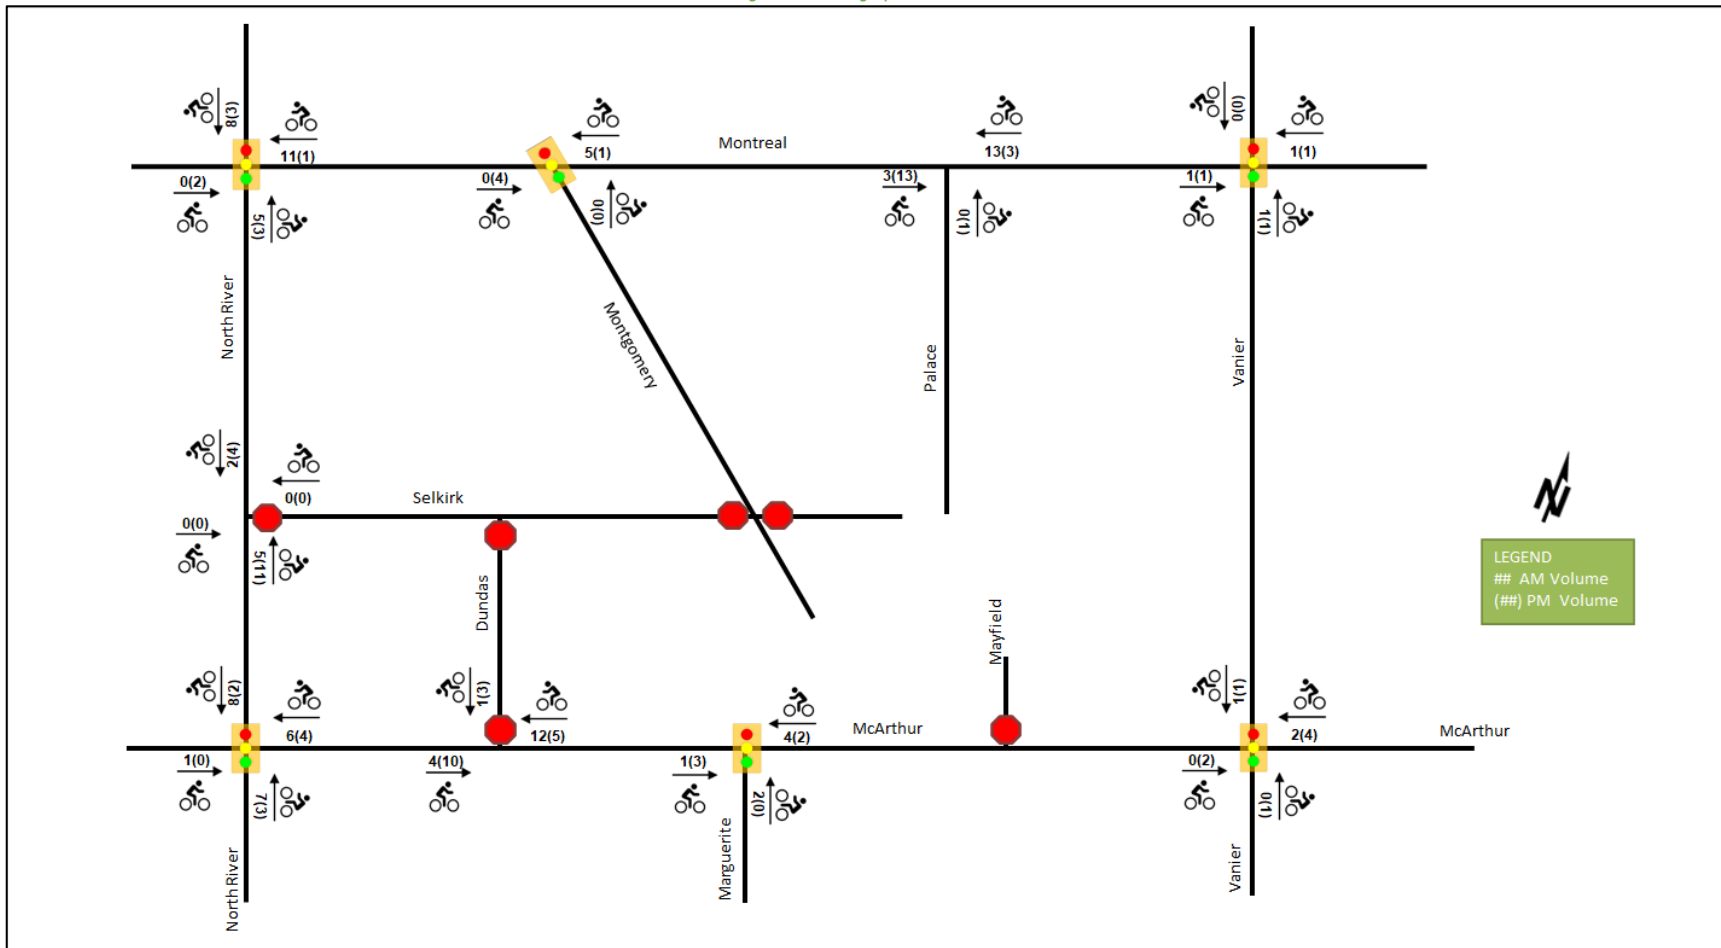 8(3)
11(1)
0(2)
5(3)
0(4)
5(1)
0(0)
Montreal
13(3)
3(13)
0(1)
0(0)
1(1)
1(1)
1(1)
North River
Montgomery
Palace
Vanier
2(4)
0(0)
Selkirk
0(0)
5(11)
N
LEGEND
## AM Volume
(##) PM Volume
Dundas
Mayfield
8(2)
6(4)
1(0)
7(3)
1(3)
12(5)
4(10)
4(2)
1(3)
2(0)
McArthur
1(1)
2(4)
0(2)
0(1)
McArthur
North River
Marguerite
Vanier